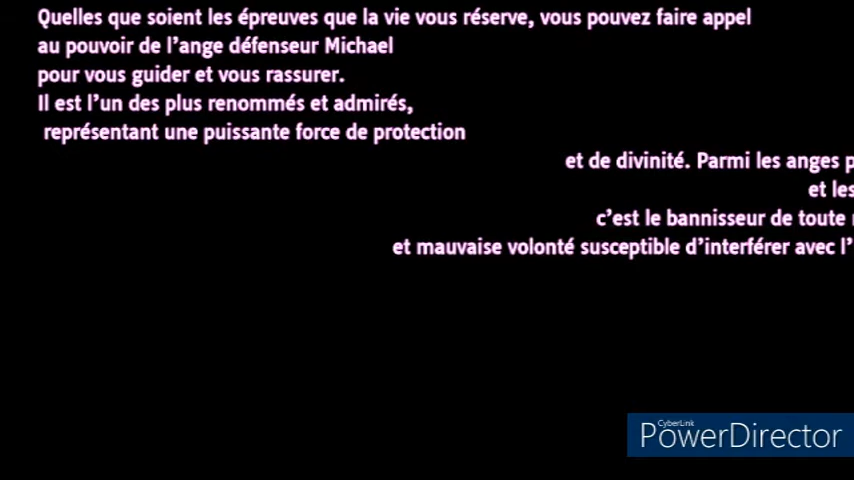 Quelles que soient les épreuves que la vie vous réserve, vous pouvez faire appel
au pouvoir de l’ange défenseur Michael
pour vous guider et vous rassurer.
Il est l’un des plus renommés et admirés,
représentant une puissante force de protection
et de divinité. Parmi les anges
et les
c’est le bannisseur de toute
et mauvaise volonté susceptible d’interférer avec l’
CyberLink
PowerDirector